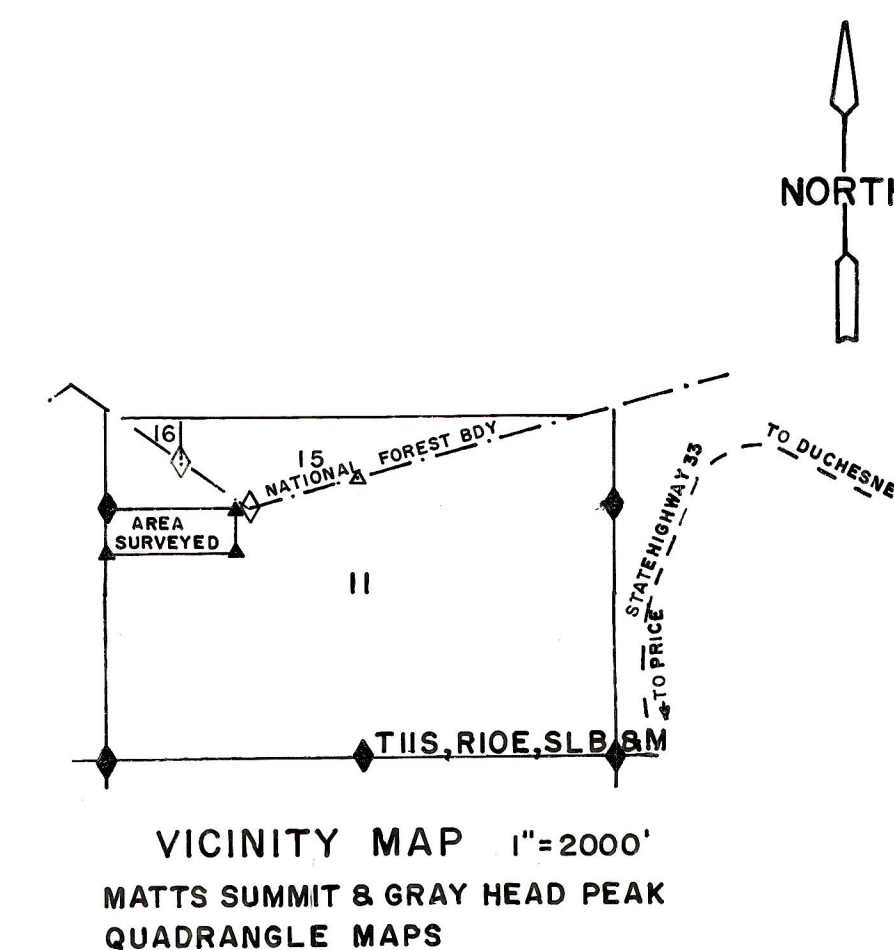 NORTH
16
15
NATIONAL FOREST BDY
TO DUCHESNE
STATE HIGHWAY 33
AREA
SURVEYED
11
TO PRICE
T11S, R10E, SLB & M
VICINITY MAP 1"=2000'
MATTS SUMMIT & GRAY HEAD PEAK
QUADRANGLE MAPS